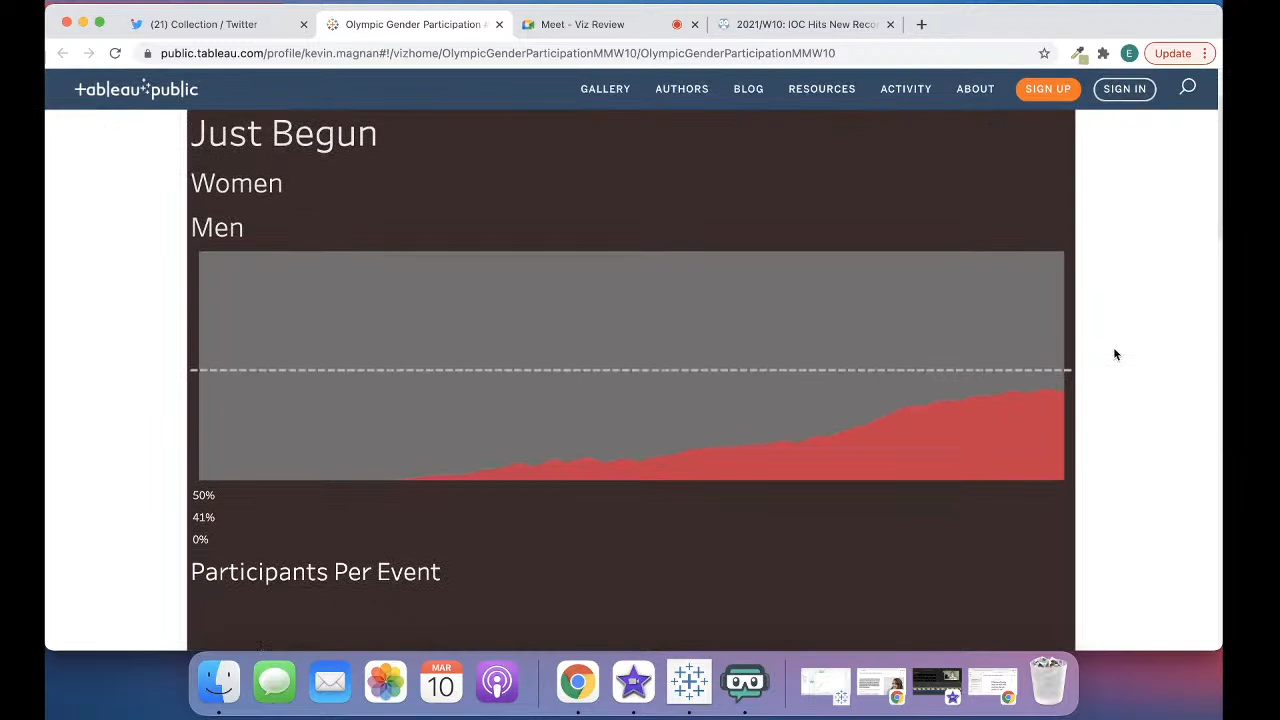 (21) Collection / Twitter
Olympic Gender Participation
Meet - Viz Review
2021/W10: IOC Hits New Reco
public.tableau.com/profile/kevin.magnan#!/vizhome/OlympicGenderParticipationMMW10/OlympicGenderParticipationMMW10
E
Update
tableau public
GALLERY
AUTHORS
BLOG
RESOURCES
ACTIVITY
ABOUT
SIGN UP
SIGN IN
Just Begun
Women
Men
50%
41%
0%
Participants Per Event
MAR
10